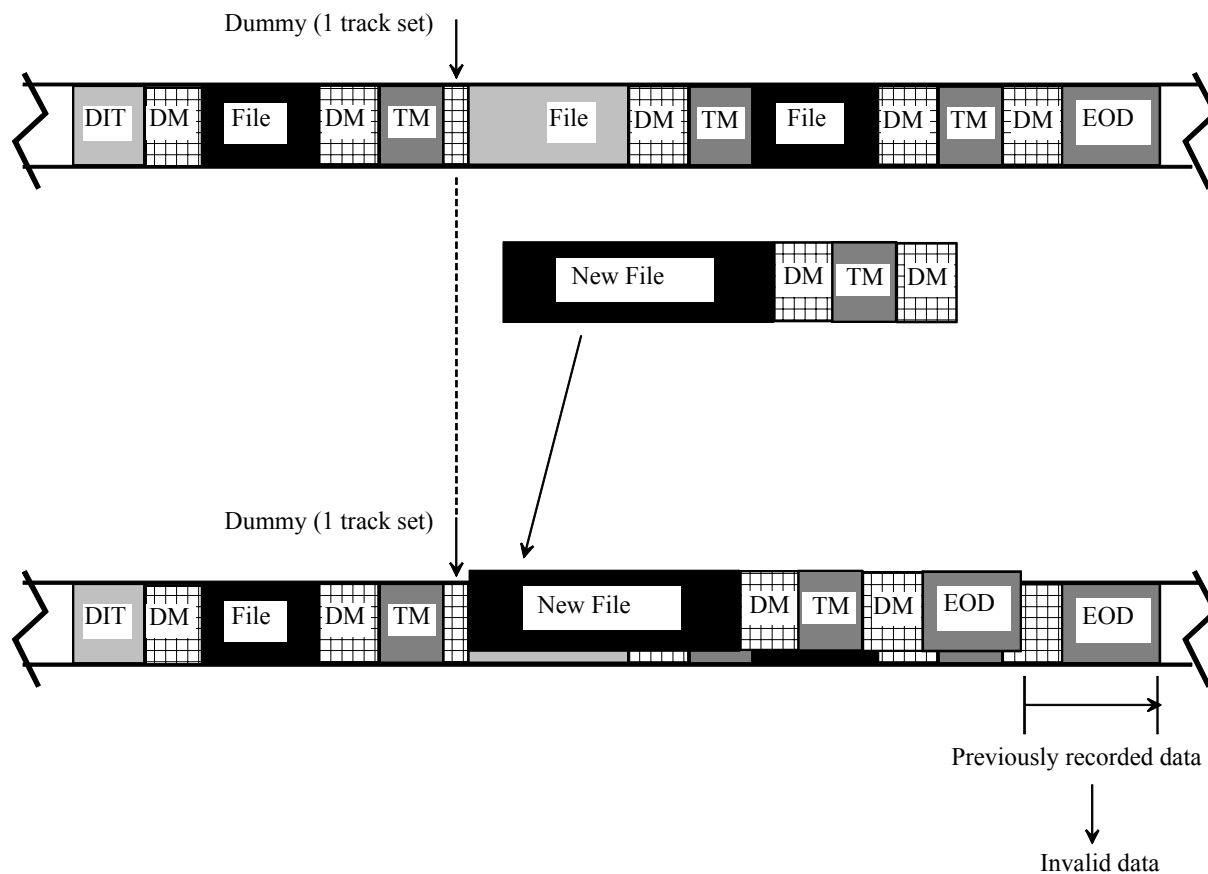 Dummy (1 track set)
DIT DM File DM TM File DM TM File DM TM DM EOD
New File DM TM DM
Dummy (1 track set)
DIT DM File DM TM New File DM TM DM EOD EOD
Previously recorded data
Invalid data